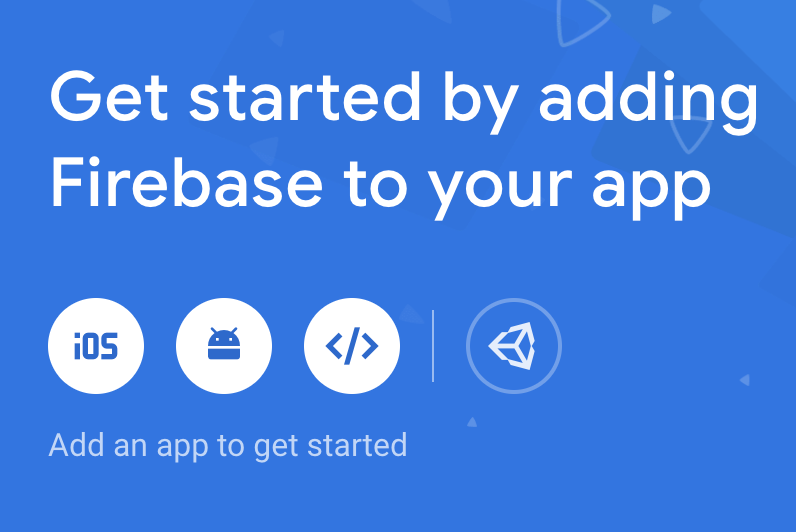 Get started by adding
Firebase to your app
iOS </>
Add an app to get started